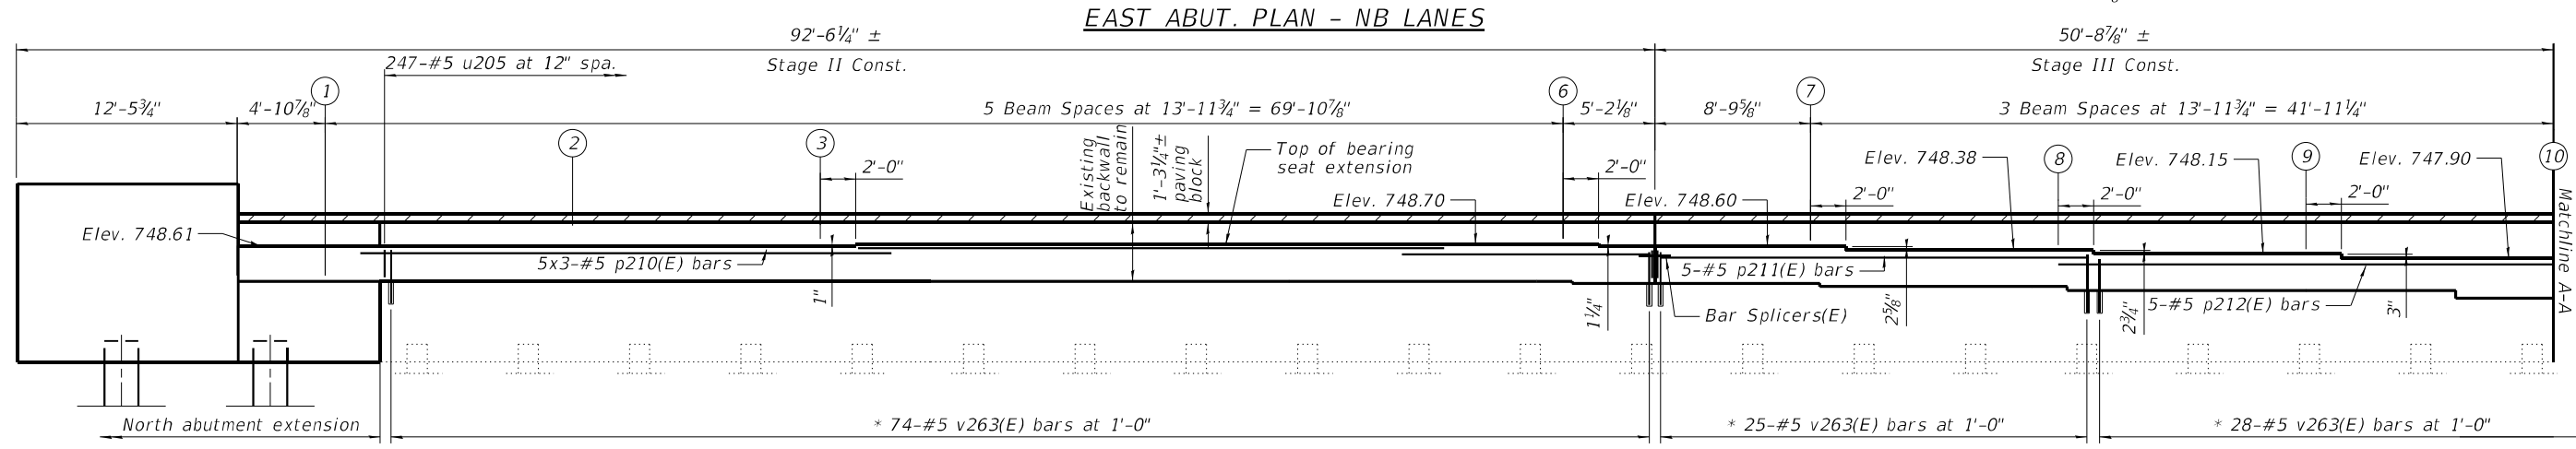 EAST ABUT. PLAN - NB LANES
92'-6¼" ±
50'-8⅞" ±
247-#5 u205 at 12" spa.
Stage II Const.
Stage III Const.
12'-5¾"
4'-10⅞"
1
5 Beam Spaces at 13'-11¾" = 69'-10⅞"
6
5'-2⅛"
8'-9⅝"
7
3 Beam Spaces at 13'-11¾" = 41'-11¼"
2
3
2'-0"
Existing
backwall
to remain
1'-3¼"±
paving
block
Top of bearing
seat extension
2'-0"
Elev. 748.38
8
Elev. 748.15
9
Elev. 747.90
10
Elev. 748.70
Elev. 748.60
2'-0"
2'-0"
2'-0"
Elev. 748.61
5x3-#5 p210(E) bars
1"
1¼"
5-#5 p211(E) bars
Bar Splicers(E)
2⅝"
2¾"
5-#5 p212(E) bars
3"
Matchline A-A
North abutment extension
* 74-#5 v263(E) bars at 1'-0"
* 25-#5 v263(E) bars at 1'-0"
* 28-#5 v263(E) bars at 1'-0"